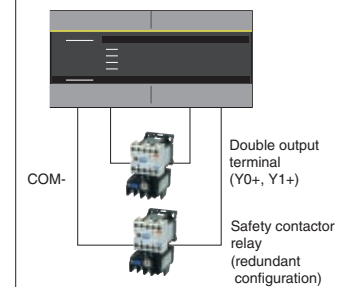 Double output
terminal
(Y0+, Y1+)
COM-
Safety contactor
relay
(redundant
configuration)